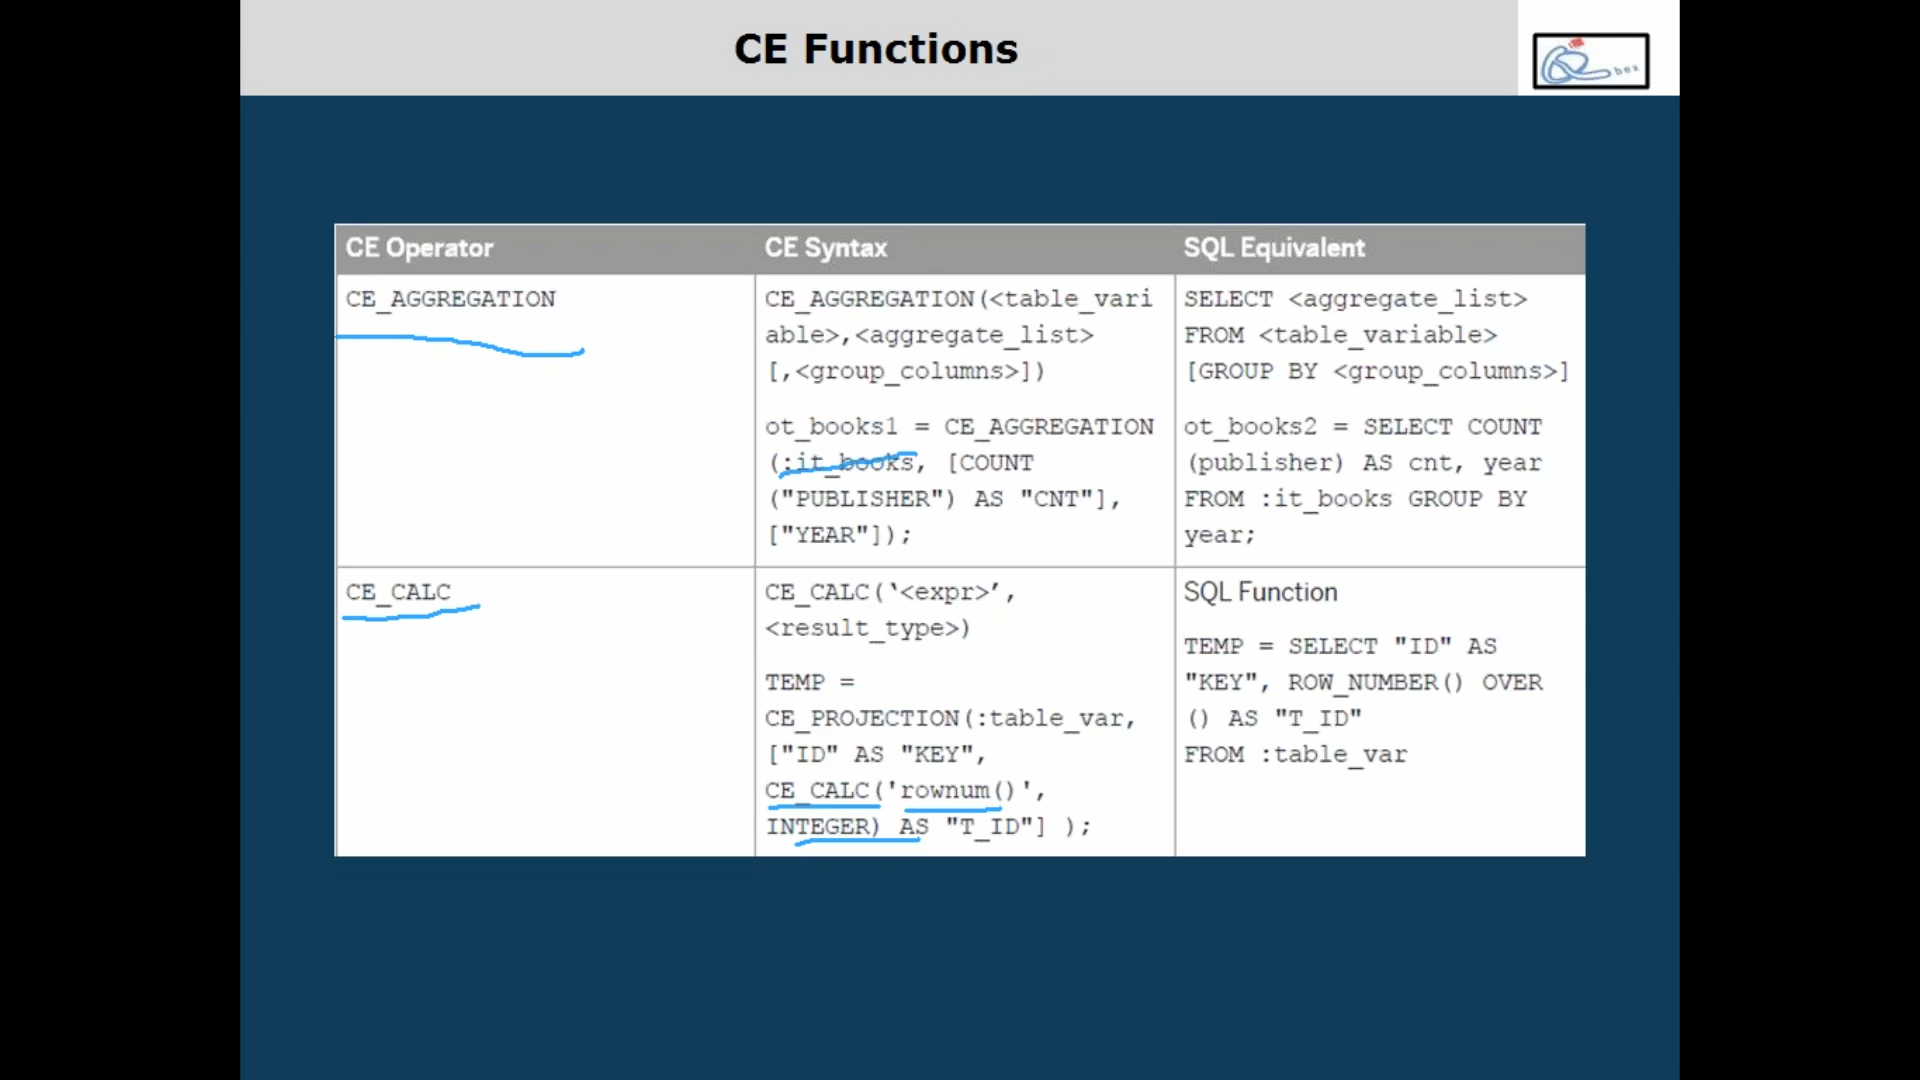 CE Functions
bex
CE Operator
CE Syntax
SQL Equivalent
CE_AGGREGATION
CE_AGGREGATION(<table_vari
able>,<aggregate_list>
[,<group_columns>])
ot_books1 = CE_AGGREGATION
(:it_books, [COUNT
("PUBLISHER") AS "CNT"],
["YEAR"]);
SELECT <aggregate_list>
FROM <table_variable>
[GROUP BY <group_columns>]
ot_books2 = SELECT COUNT
(publisher) AS cnt, year
FROM :it_books GROUP BY
year;
CE_CALC
CE_CALC(‘<expr>’,
<result_type>)
TEMP =
CE_PROJECTION(:table_var,
["ID" AS "KEY",
CE_CALC('rownum()',
INTEGER) AS "T_ID"] );
SQL Function
TEMP = SELECT "ID" AS
"KEY", ROW_NUMBER() OVER
() AS "T_ID"
FROM :table_var